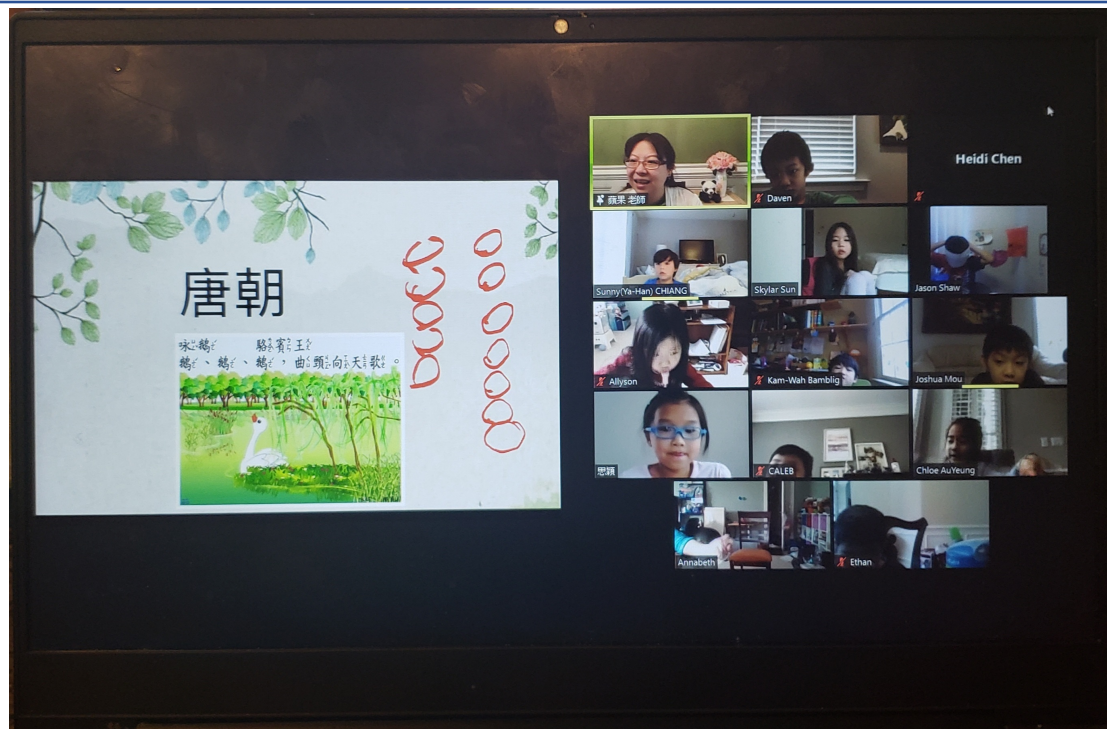 唐朝
咏鵝 駱賓王
鵝、鵝、鵝，曲頭向天歌。
蘋果 老師
Daven
Heidi Chen
Sunny(Ya-Han) CHIANG
Skylar Sun
Jason Shaw
Allyson
Kam-Wah Bamblig
Joshua Mou
思穎
CALEB
Chloe AuYeung
Annabeth
Ethan